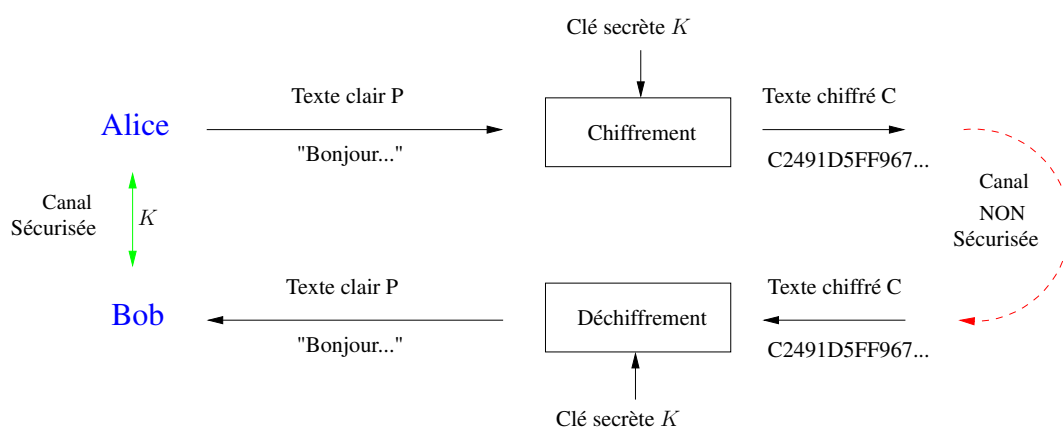 Clé secrète K
Texte clair P
Texte chiffré C
Alice
Chiffrement
"Bonjour..."
C2491D5FF967...
Canal
Sécurisée
K
Canal
NON
Sécurisée
Texte clair P
Texte chiffré C
Bob
Déchiffrement
"Bonjour..."
C2491D5FF967...
Clé secrète K